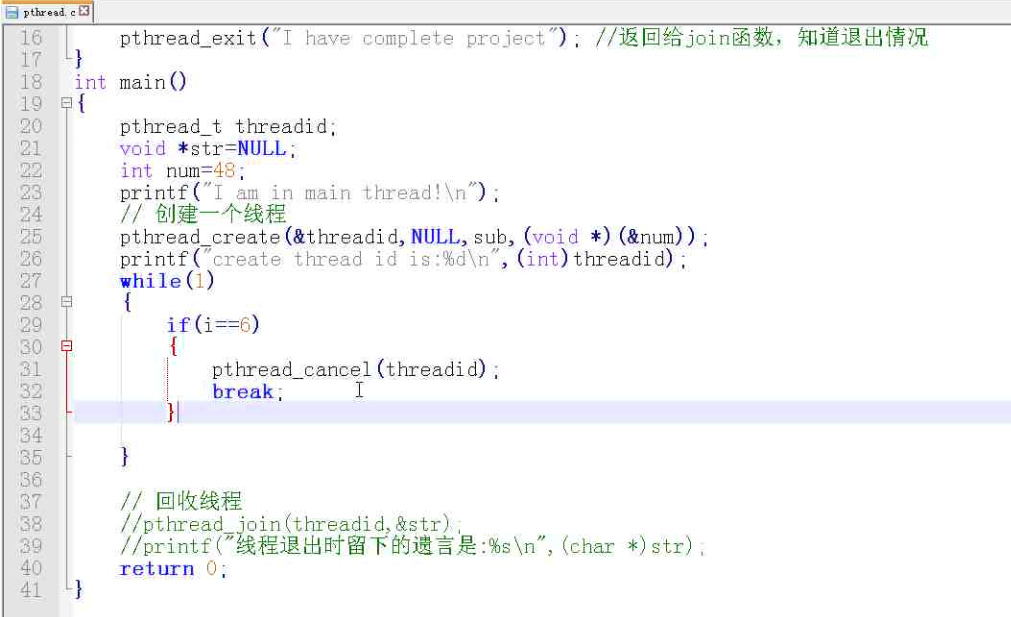 pthread.c
16 pthread_exit("I have complete project"); //返回给join函数，知道退出情况
17 }
18 int main()
19 {
20 pthread_t threadid;
21 void *str=NULL;
22 int num=48;
23 printf("I am in main thread!\n");
24 // 创建一个线程
25 pthread_create(&threadid,NULL,sub,(void *)(&num));
26 printf("create thread id is:%d\n",(int)threadid);
27 while(1)
28 {
29 if(i==6)
30 {
31 pthread_cancel(threadid);
32 break;
33 }
34
35 }
36
37 // 回收线程
38 //pthread_join(threadid,&str);
39 //printf("线程退出时留下的遗言是:%s\n",(char *)str);
40 return 0;
41 }